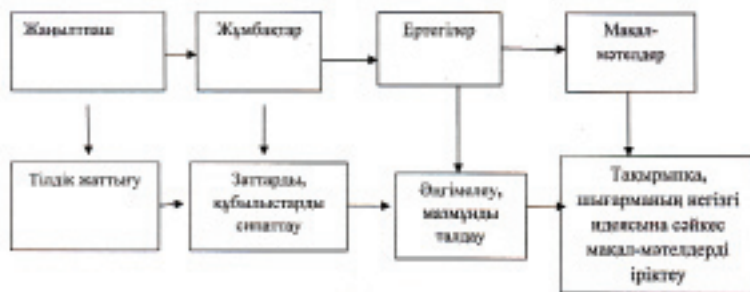 Жаңылтпаш
Жұмбақтар
Ертегілер
Мақал-
мәтелдер
Тілдік жаттығу
Заттарды,
құбылыстарды
сипаттау
Әңгімелеу,
мазмұнды
талдау
Тақырыпқа,
шығарманың негізгі
идеясына сәйкес
мақал-мәтелдерді
іріктеу